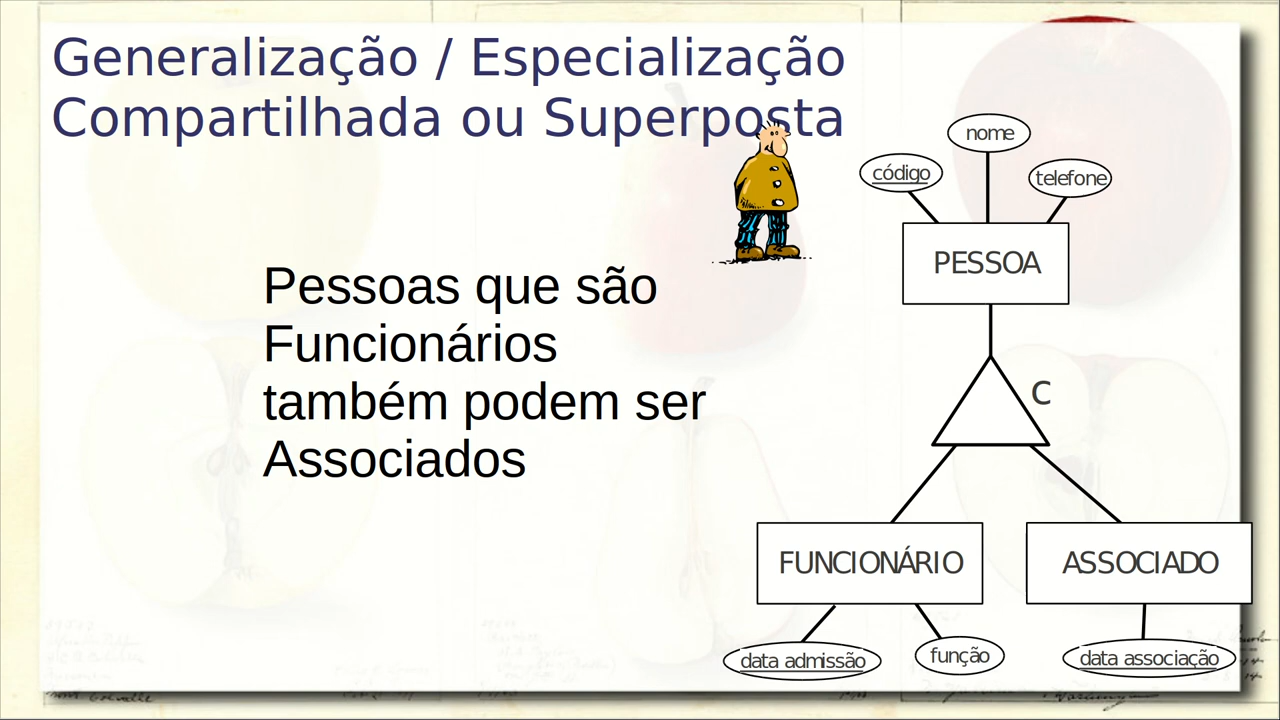 Generalização / Especialização
Compartilhada ou Superposta
nome
código
telefone
PESSOA
Pessoas que são
Funcionários
também podem ser
Associados
C
FUNCIONÁRIO
ASSOCIADO
data admissão
função
data associação